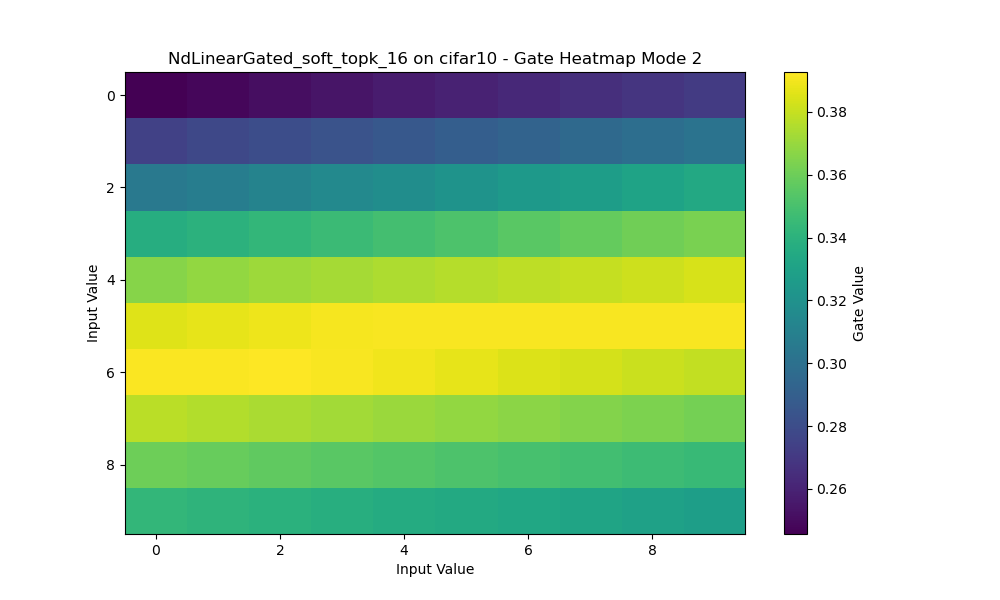 NdLinearGated_soft_topk_16 on cifar10 - Gate Heatmap Mode 2
0
2
4
6
8
Input Value
0 2 4 6 8
Input Value
0.38
0.36
0.34
0.32
0.30
0.28
0.26
Gate Value